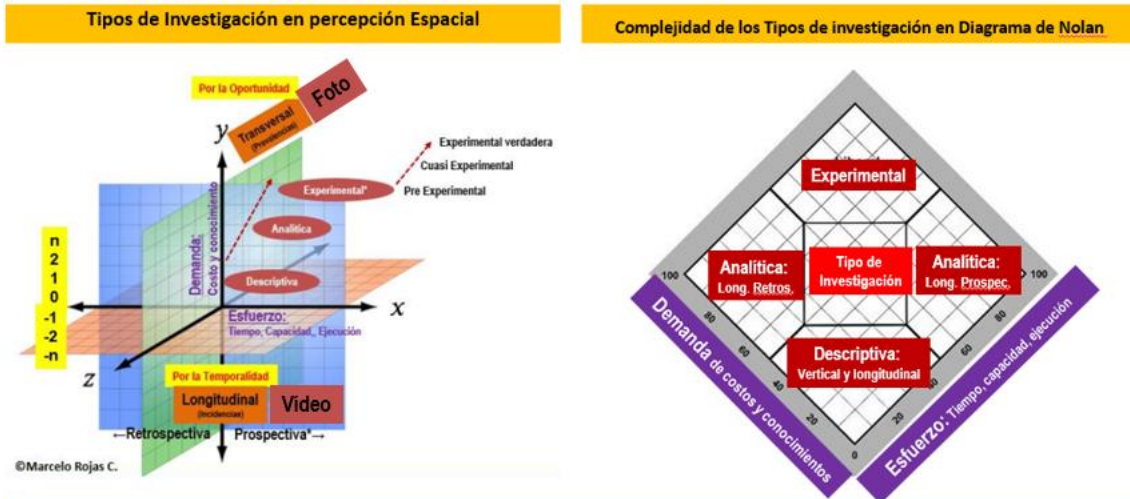 Tipos de Investigación en percepción Espacial
Por la Oportunidad
Foto
Transversal
(Prevalencias)
y
Experimental verdadera
Cuasi Experimental
Experimental*
Pre Experimental
Demanda:
Costo y conocimiento
Analítica
Descriptiva
n
2
1
0
-1
-2
-n
x
Esfuerzo:
Tiempo, Capacidad,, Ejecución
z
Por la Temporalidad
Longitudinal
(Incidencias)
Video
←Retrospectiva
Prospectiva*→
©Marcelo Rojas C.
Complejidad de los Tipos de investigación en Diagrama de Nolan
Experimental
Analítica:
Long. Retros,
Tipo de
Investigación
Analítica:
Long. Prospec,
Descriptiva:
Vertical y longitudinal
100
80
60
40
20
0
20
40
60
80
100
Demanda de costos y conocimientos
Esfuerzo: Tiempo, capacidad, ejecución